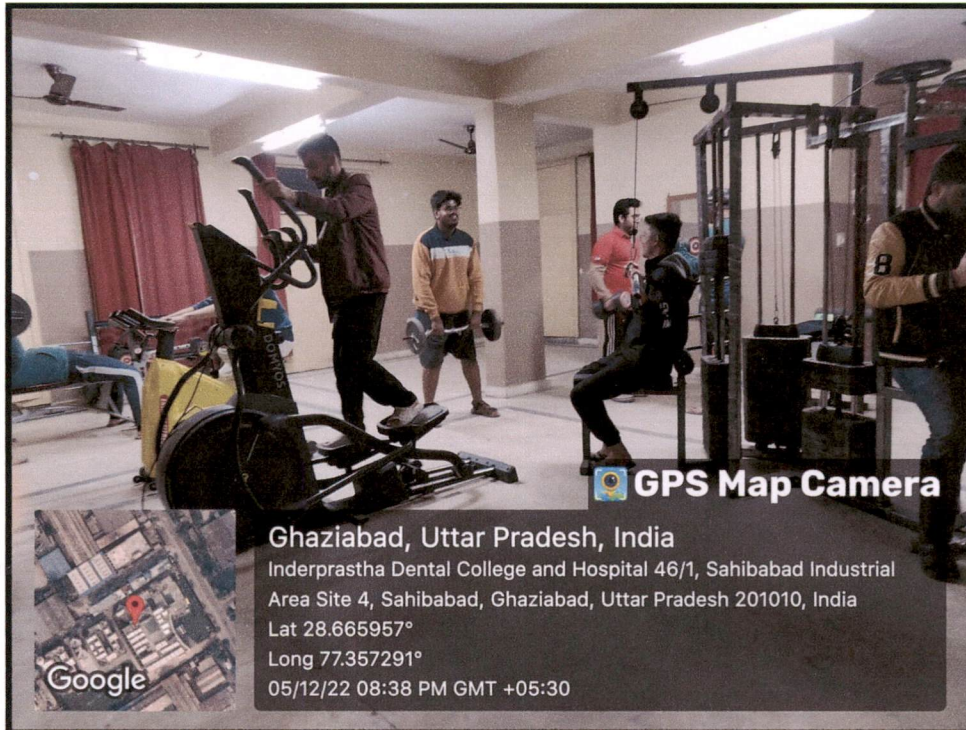 8
DOMYOS
GPS Map Camera
Ghaziabad, Uttar Pradesh, India
Inderprastha Dental College and Hospital 46/1, Sahibabad Industrial
Area Site 4, Sahibabad, Ghaziabad, Uttar Pradesh 201010, India
Lat 28.665957°
Long 77.357291°
05/12/22 08:38 PM GMT +05:30
Google